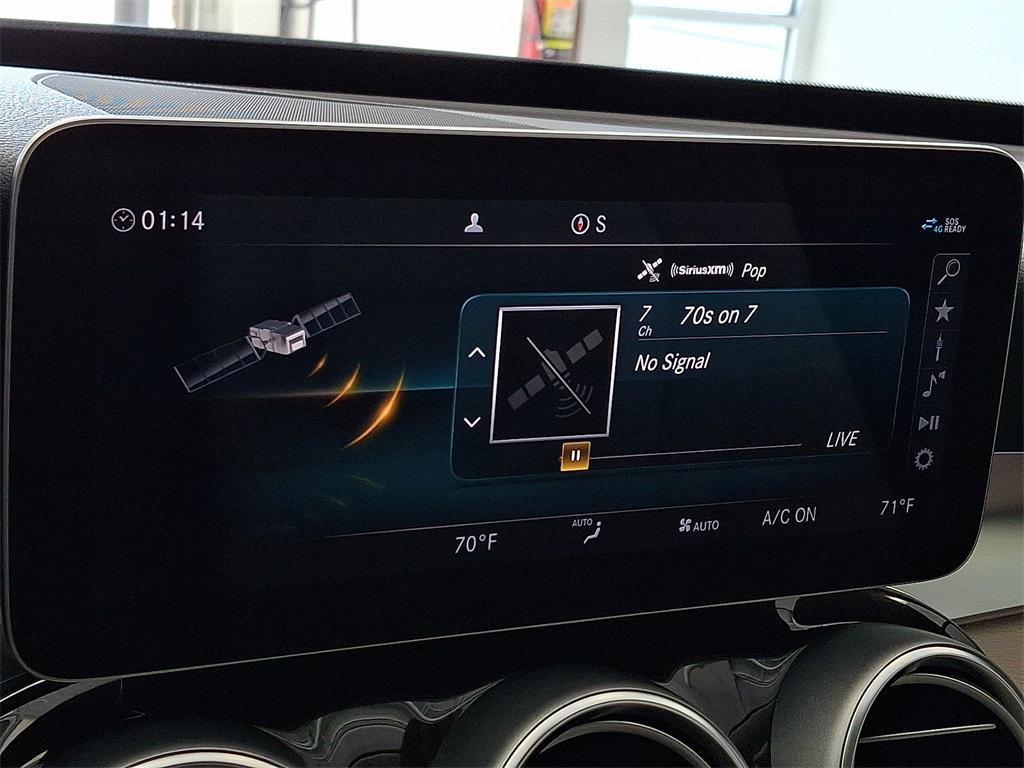 01:14
S
SOS
4G READY
((SiriusXM)) Pop
7
Ch
70s on 7
No Signal
LIVE
70°F
AUTO
AUTO
A/C ON
71°F